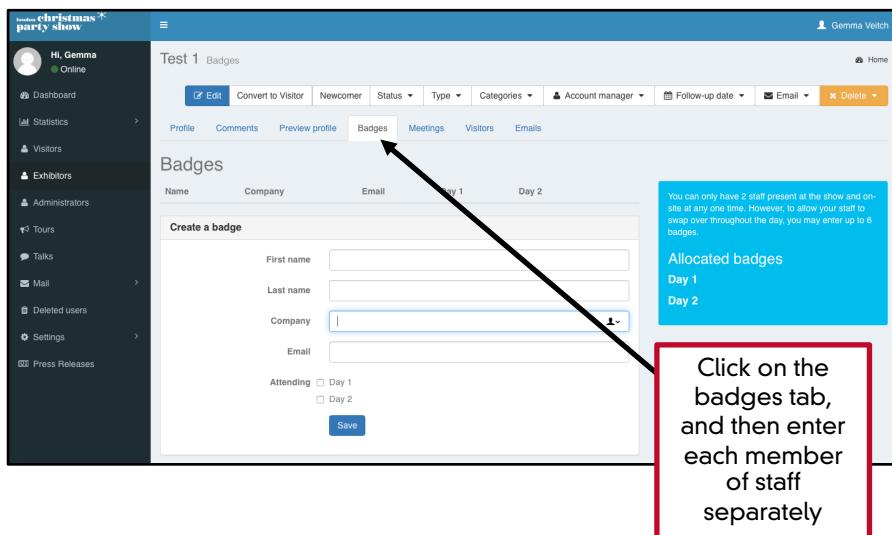 london christmas
party show
Gemma Veitch
Hi, Gemma
Online
Test 1 Badges
Home
Dashboard
Statistics
Visitors
Exhibitors
Administrators
Tours
Talks
Mail
Deleted users
Settings
Press Releases
Edit Convert to Visitor Newcomer Status Type Categories Account manager Follow-up date Email Delete
Profile Comments Preview profile Badges Meetings Visitors Emails
Badges
Name Company Email Day 1 Day 2
Create a badge
First name
Last name
Company
Email
Attending Day 1
Day 2
Save
You can only have 2 staff present at the show and on-
site at any one time. However, to allow your staff to
swap over throughout the day, you may enter up to 6
badges.
Allocated badges
Day 1
Day 2
Click on the
badges tab,
and then enter
each member
of staff
separately